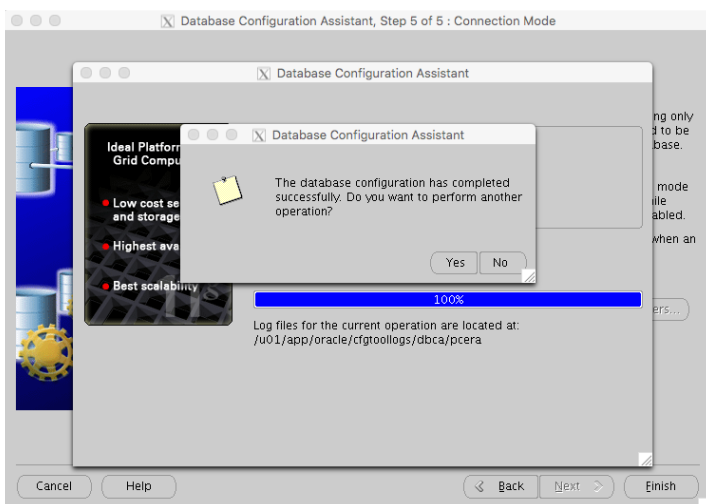 Database Configuration Assistant, Step 5 of 5 : Connection Mode
Database Configuration Assistant
ng only
d to be
base.
mode
ile
abled.
when an
ers...)
Ideal Platfor
Grid Compu
Low cost se
and storage
Highest ava
Best scalability
Database Configuration Assistant
The database configuration has completed
successfully. Do you want to perform another
operation?
Yes No
100%
Log files for the current operation are located at:
/u01/app/oracle/cfgtoollogs/dbca/pcera
Cancel Help Back Next Finish